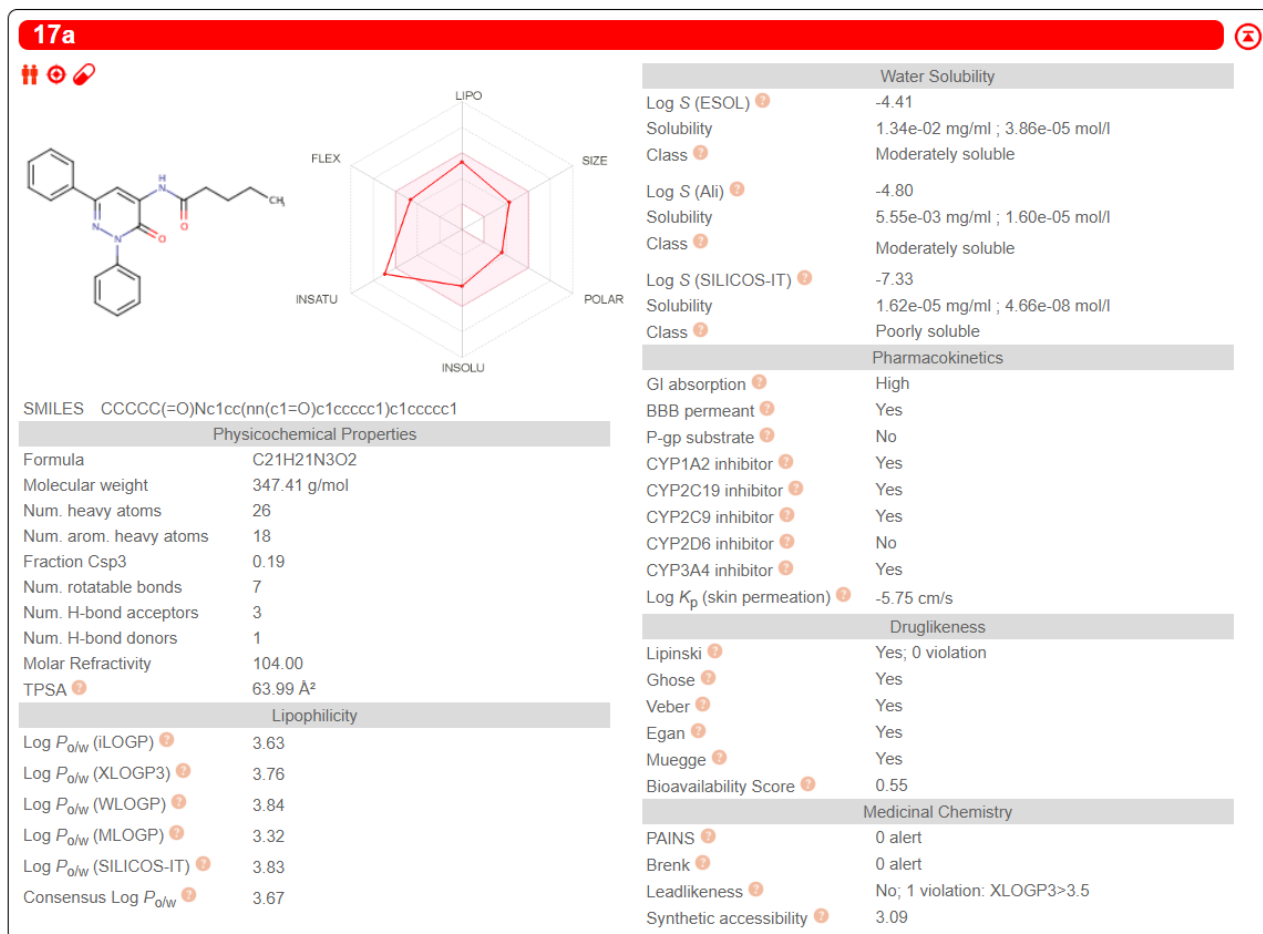 17a
H
N
O
N
N
O
CH₃
LIPO
FLEX
SIZE
INSATU
POLAR
INSOLU
SMILES CCCCC(=O)Nc1cc(nn(c1=O)c1ccccc1)c1ccccc1
Physicochemical Properties
Formula C21H21N3O2
Molecular weight 347.41 g/mol
Num. heavy atoms 26
Num. arom. heavy atoms 18
Fraction Csp3 0.19
Num. rotatable bonds 7
Num. H-bond acceptors 3
Num. H-bond donors 1
Molar Refractivity 104.00
TPSA ? 63.99 Å²
Lipophilicity
Log Po/w (iLOGP) ? 3.63
Log Po/w (XLOGP3) ? 3.76
Log Po/w (WLOGP) ? 3.84
Log Po/w (MLOGP) ? 3.32
Log Po/w (SILICOS-IT) ? 3.83
Consensus Log Po/w ? 3.67
Water Solubility
Log S (ESOL) ? -4.41
Solubility 1.34e-02 mg/ml ; 3.86e-05 mol/l
Class ? Moderately soluble
Log S (Ali) ? -4.80
Solubility 5.55e-03 mg/ml ; 1.60e-05 mol/l
Class ? Moderately soluble
Log S (SILICOS-IT) ? -7.33
Solubility 1.62e-05 mg/ml ; 4.66e-08 mol/l
Class ? Poorly soluble
Pharmacokinetics
GI absorption ? High
BBB permeant ? Yes
P-gp substrate ? No
CYP1A2 inhibitor ? Yes
CYP2C19 inhibitor ? Yes
CYP2C9 inhibitor ? Yes
CYP2D6 inhibitor ? No
CYP3A4 inhibitor ? Yes
Log Kp (skin permeation) ? -5.75 cm/s
Druglikeness
Lipinski ? Yes; 0 violation
Ghose ? Yes
Veber ? Yes
Egan ? Yes
Muegge ? Yes
Bioavailability Score ? 0.55
Medicinal Chemistry
PAINS ? 0 alert
Brenk ? 0 alert
Leadlikeness ? No; 1 violation: XLOGP3>3.5
Synthetic accessibility ? 3.09